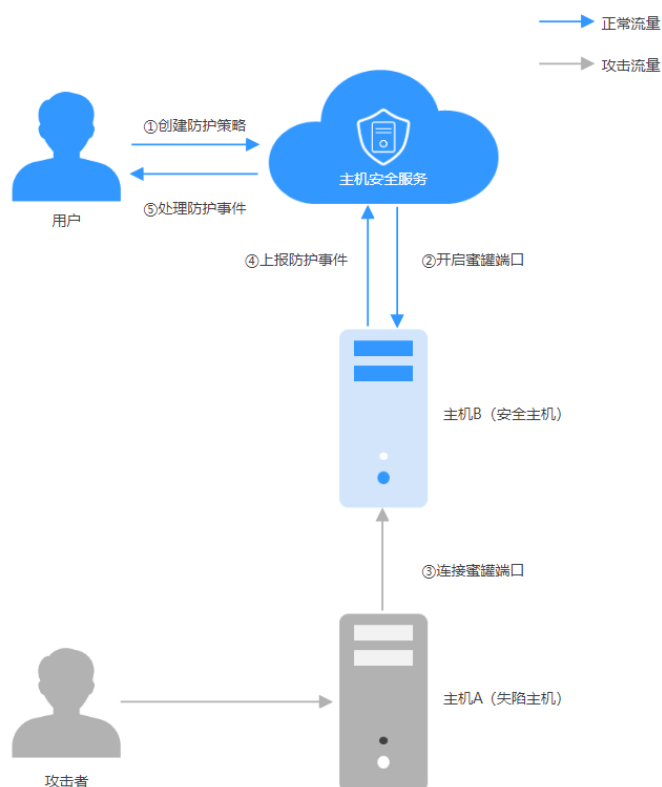 正常流量
攻击流量
①创建防护策略
主机安全服务
⑤处理防护事件
用户
④上报防护事件
②开启蜜罐端口
主机B（安全主机）
③连接蜜罐端口
主机A（失陷主机）
攻击者